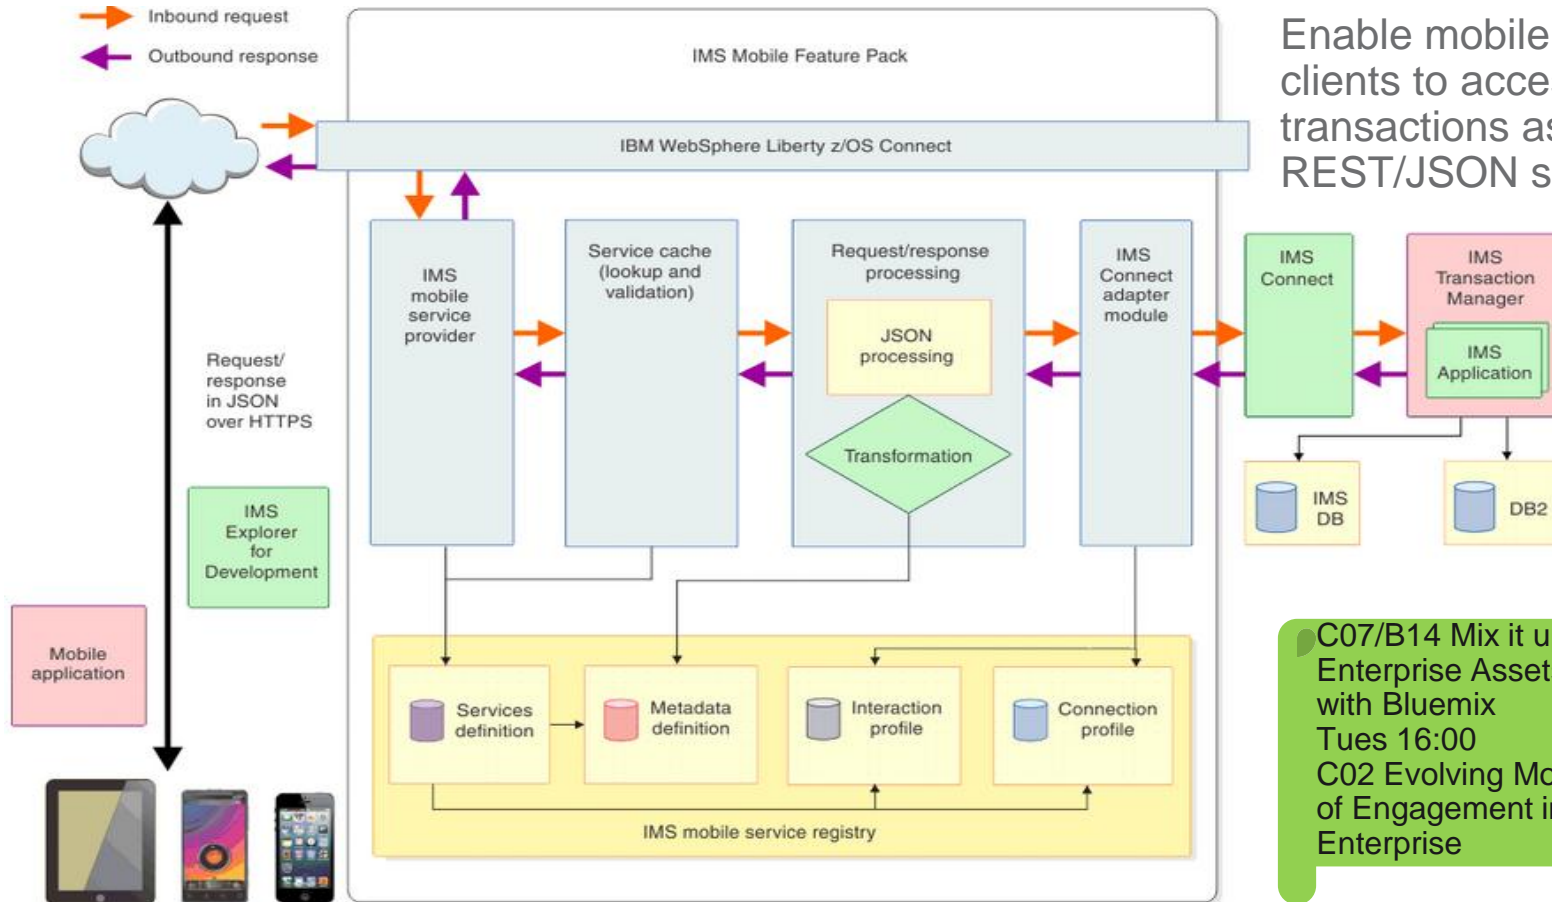 Inbound request
Outbound response
IMS Mobile Feature Pack
Enable mobile
clients to
transactions
REST/JSON
IBM WebSphere Liberty z/OS Connect
IMS
mobile
service
provider
Service cache
(lookup and
validation)
Request/response
processing
JSON
processing
Transformation
IMS
Connect
adapter
module
IMS
Connect
IMS
Transaction
Manager
IMS
Application
IMS
DB
DB2
Request/
response
in JSON
over HTTPS
IMS
Explorer
for
Development
Mobile
application
Services
definition
Metadata
definition
Interaction
profile
Connection
profile
IMS mobile service registry
C07/B14 Mix it
Enterprise
with Bluemix
Tues 16:00
C02 Evolving
of Engagement
Enterprise